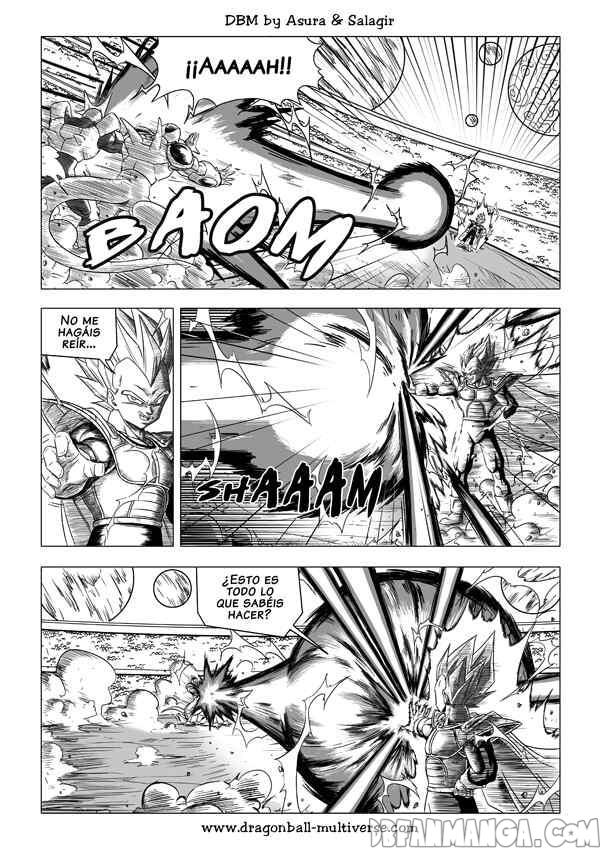 DBM by Asura & Salagir
¡¡AAAAAH!!
BAOM
NO ME
HAGÁIS
REÍR...
SHAAAAM
¿ESTO ES
TODO LO
QUE SABÉIS
HACER?
www.dragonball-multiverse.com
DBFANMANGA.COM